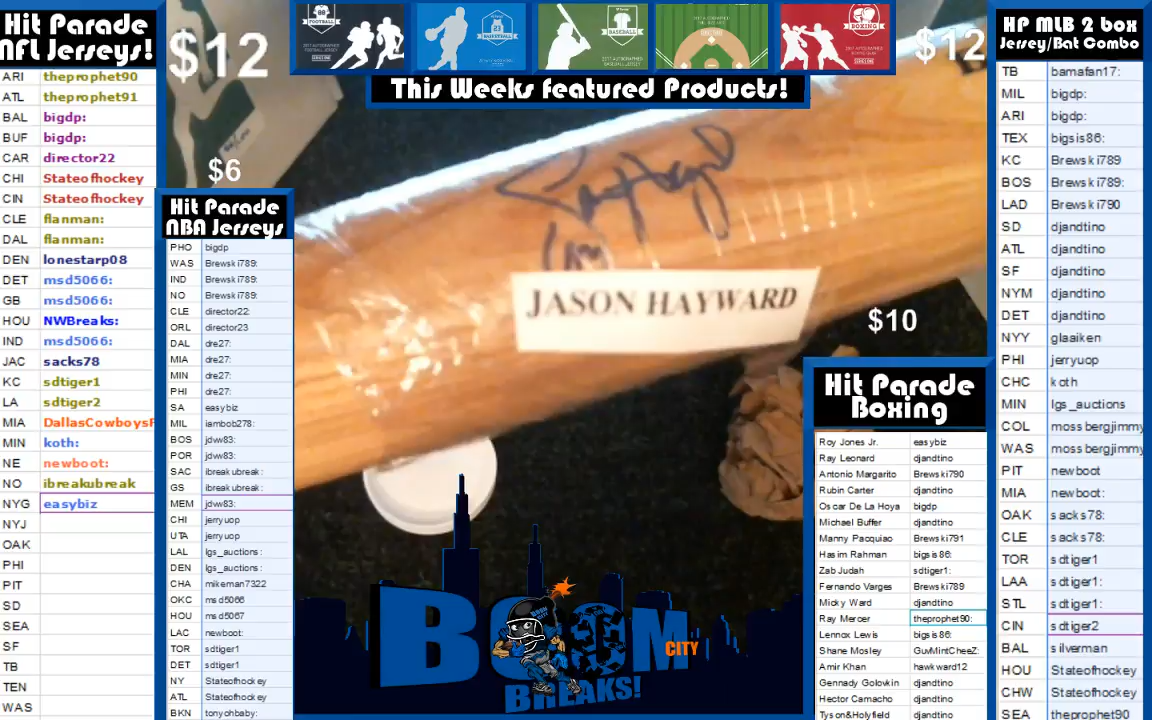 Hit Parade
NFL Jerseys!
ARI theprophet90
ATL theprophet91
BAL bigdp:
BUF bigdp:
CAR director22
CHI Stateofhockey
CIN Stateofhockey
CLE flanman:
DAL flanman:
DEN lonestarp08
DET msd5066:
GB msd5066:
HOU NWBreaks:
IND msd5066:
JAC sacks78
KC sdtiger1
LA sdtiger2
MIA DallasCowboysF
MIN koth:
NE newboot:
NO ibreakubreak
NYG easybiz
NYJ
OAK
PHI
PIT
SD
SEA
SF
TB
TEN
WAS
$12
$6
Hit Parade
NBA Jerseys
PHO bigdp
WAS Brewski789:
IND Brewski789:
NO Brewski789:
CLE director22:
ORL director23
DAL dre27:
MIA dre27:
MIN dre27:
PHI dre27:
SA easybiz
MIL iambob278:
BOS jdw83:
POR jdw83:
SAC ibreakubreak:
GS ibreakubreak:
MEM jdw83:
CHI jerryuop
UTA jerryuop
LAL lgs_auctions:
DEN lgs_auctions:
CHA mikeman7322
OKC msd5066
HOU msd5067
LAC newboot:
TOR sdtiger1
DET sdtiger1
NY Stateofhockey
ATL Stateofhockey
BKN tonyohbaby:
FOOTBALL
BASKETBALL
23
BASEBALL
BOXING
This Weeks featured Products!
JASON HAYWARD
BOOM
CITY
BREAKS!
$12
$10
Hit Parade
Boxing
Roy Jones Jr. easybiz
Ray Leonard djandtino
Antonio Margarito Brewski790
Rubin Carter djandtino
Oscar De La Hoya bigdp
Michael Buffer djandtino
Manny Pacquiao Brewski791
Hasim Rahman bigsis86:
Zab Judah sdtiger1:
Fernando Varges Brewski789
Micky Ward djandtino
Ray Mercer theprophet90:
Lennox Lewis bigsis86:
Shane Mosley GuvMintCheeZ:
Amir Khan hawkward12
Gennady Golovkin djandtino
Hector Camacho djandtino
Tyson&Holyfield djandtino
HP MLB 2 box
Jersey/Bat Combo
TB bamafan17:
MIL bigdp:
ARI bigdp:
TEX bigsis86:
KC Brewski789
BOS Brewski789:
LAD Brewski790
SD djandtino
ATL djandtino
SF djandtino
NYM djandtino
DET djandtino
NYY glaaiken
PHI jerryuop
CHC koth
MIN lgs_auctions
COL mossbergjimmy
WAS mossbergjimmy
PIT newboot
MIA newboot:
OAK sacks78:
CLE sacks78:
TOR sdtiger1
LAA sdtiger1:
STL sdtiger1:
CIN sdtiger2
BAL silverman
HOU Stateofhockey
CHW Stateofhockey
SEA theprophet90